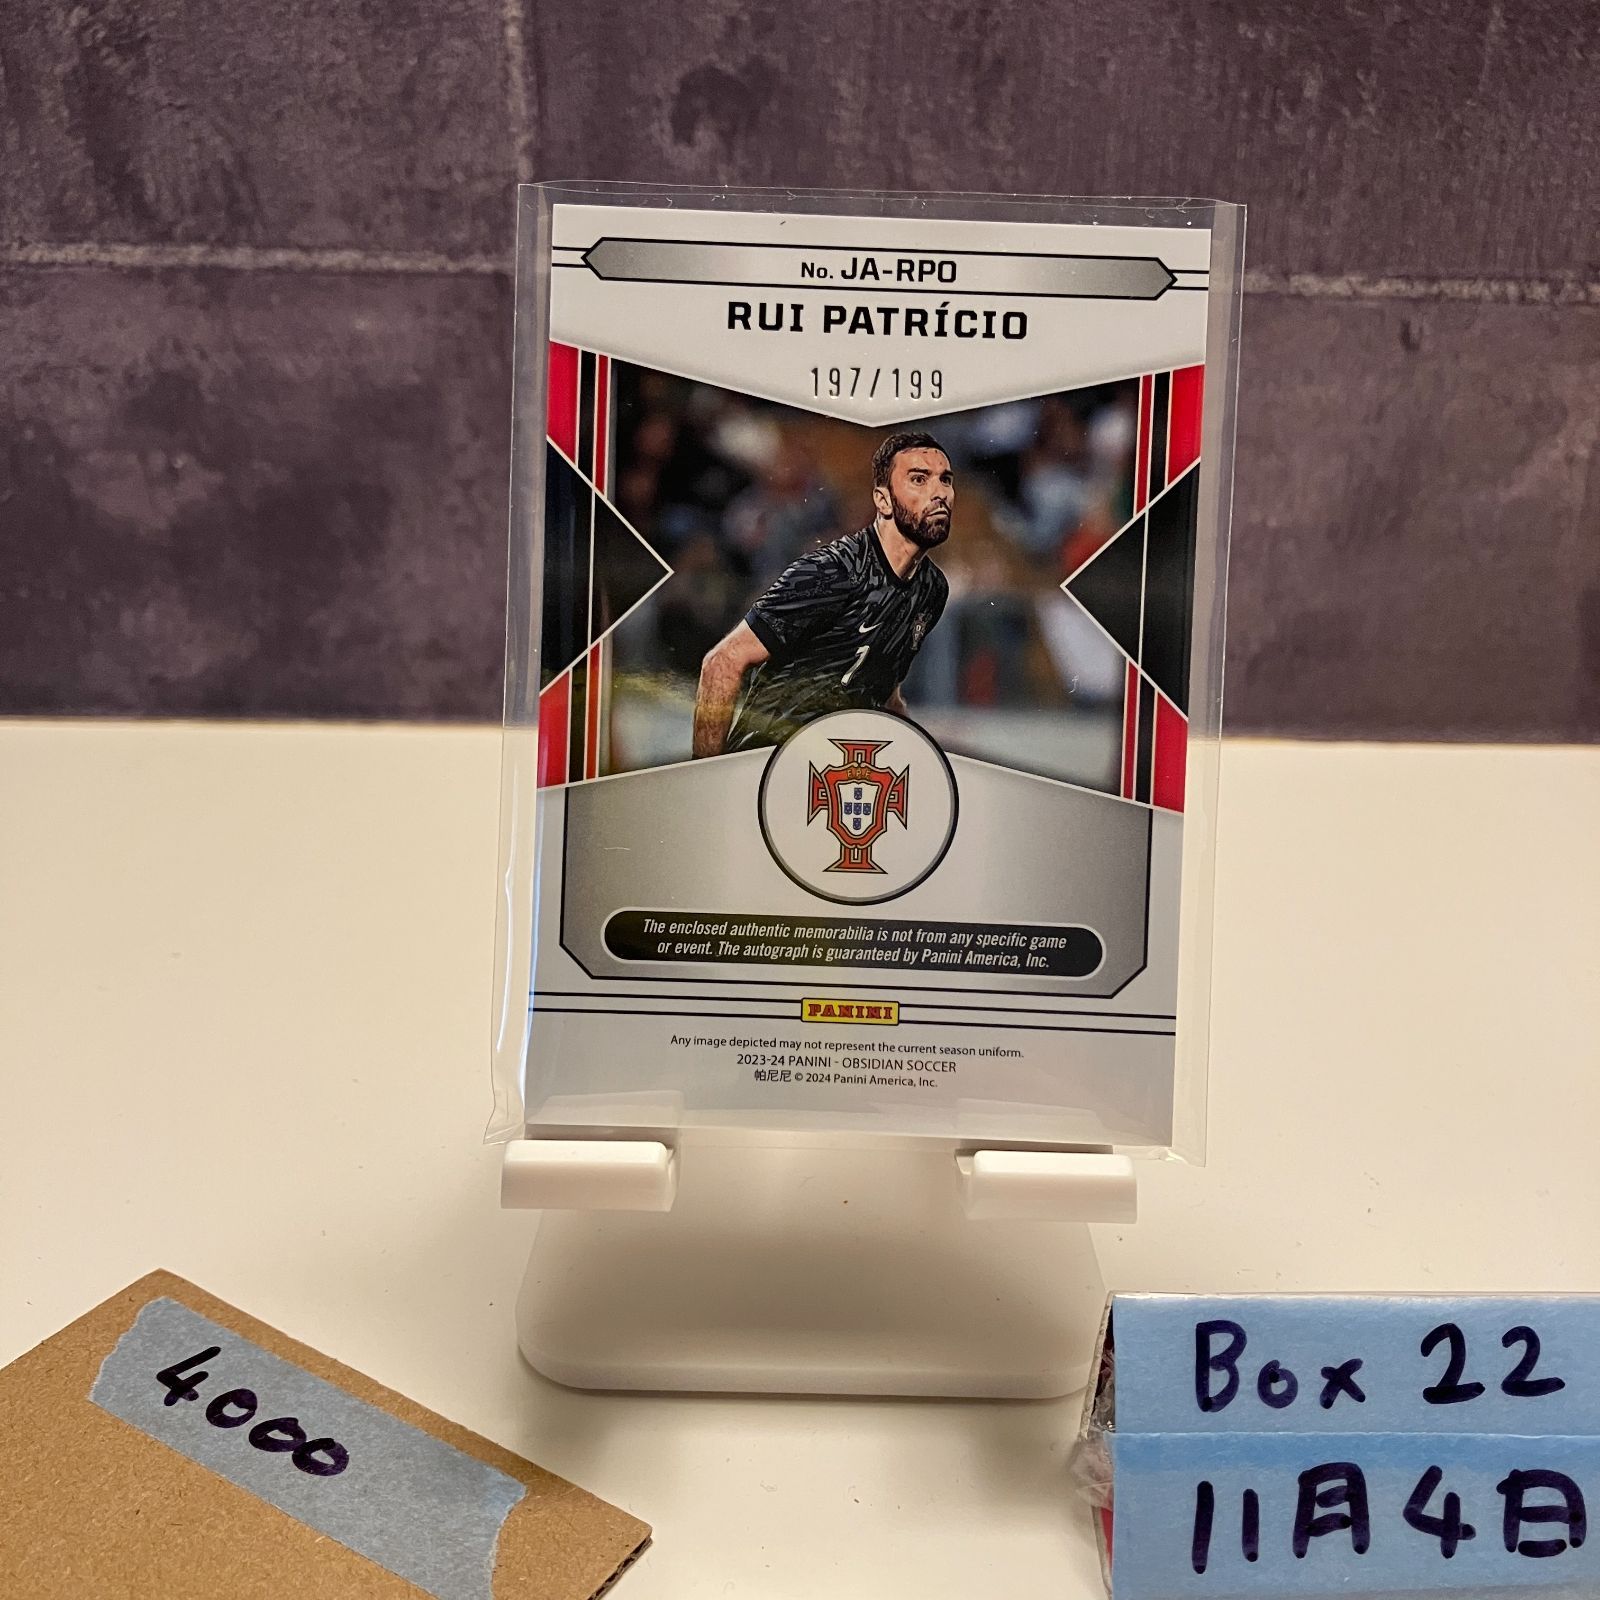 No. JA-RPO
RUI PATRÍCIO
197/199
7
FPF
The enclosed authentic memorabilia is not from any specific game
or event. The autograph is guaranteed by Panini America, Inc.
PANINI
Any image depicted may not represent the current season uniform.
2023-24 PANINI - OBSIDIAN SOCCER
帕尼尼 © 2024 Panini America, Inc.
4000
Box 22
11月4日